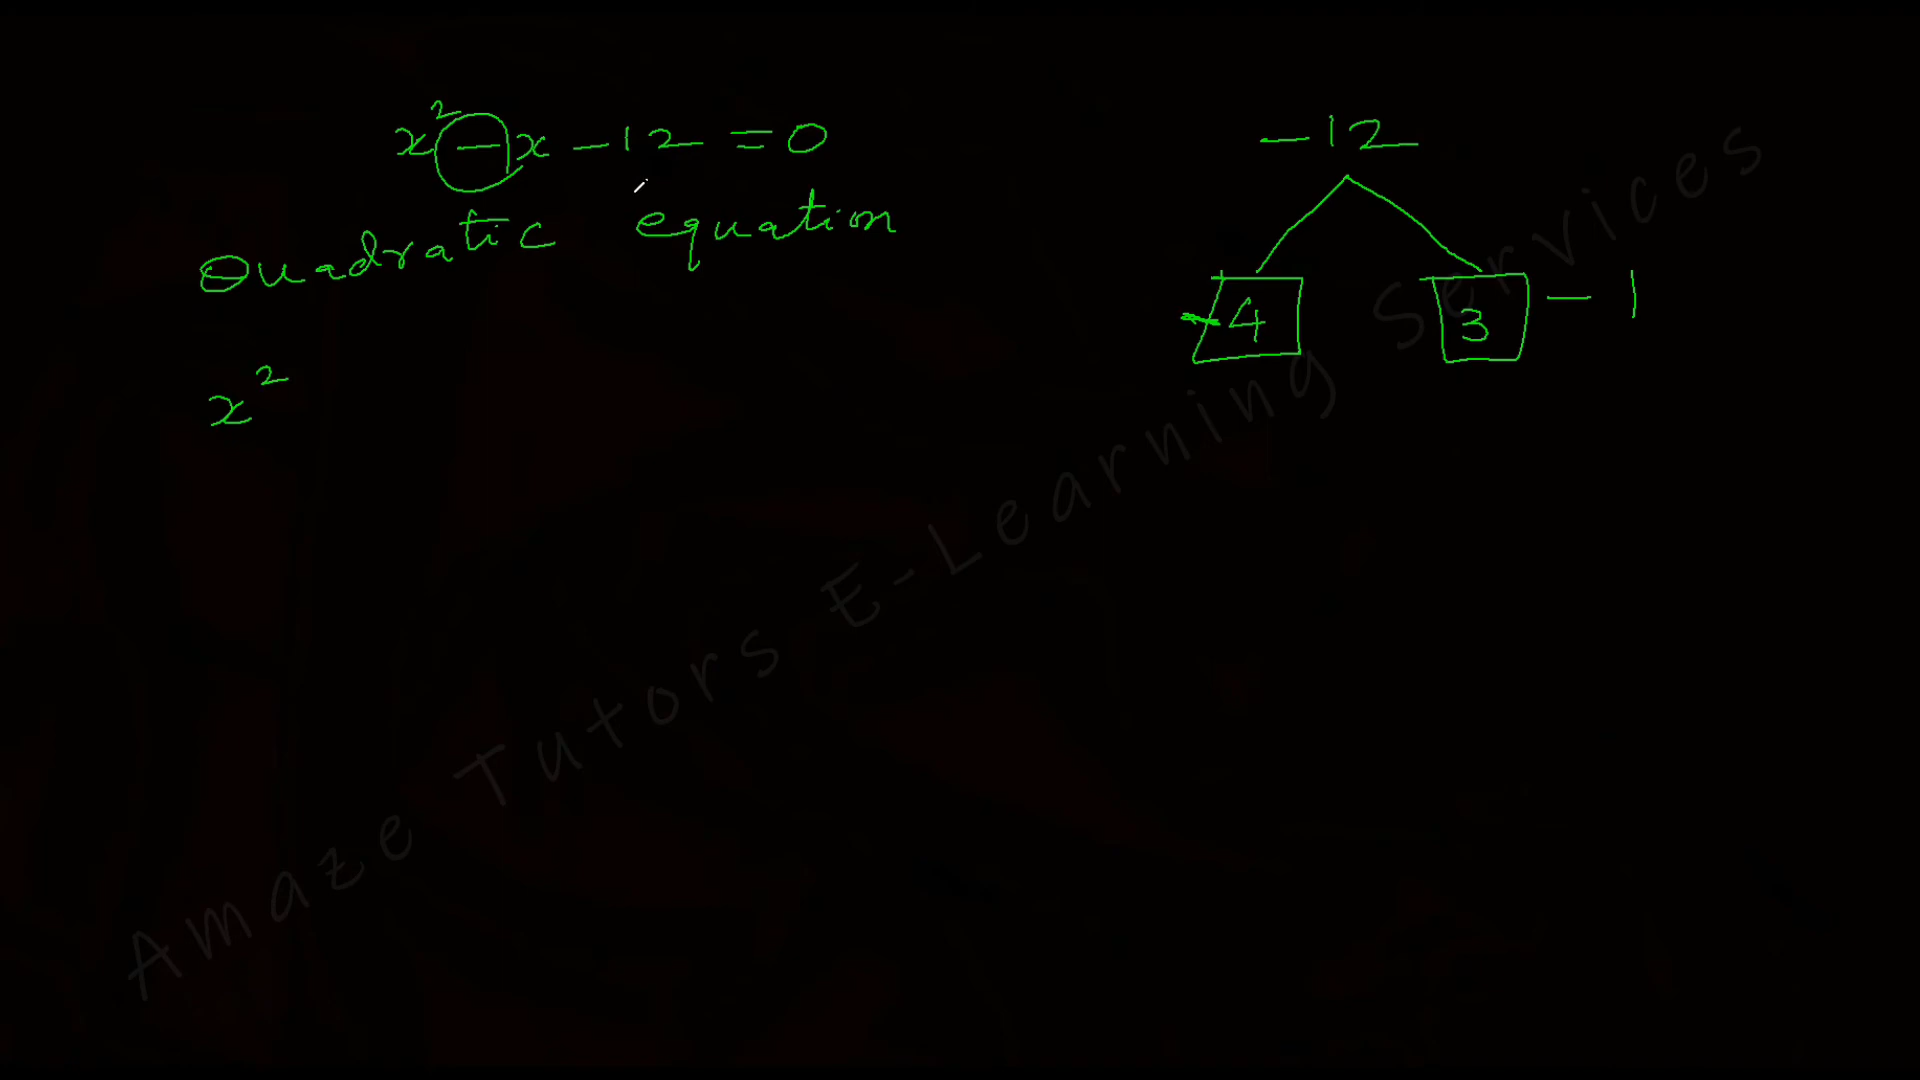 x² - x - 12 = 0
Quadratic equation
x²
-12
-4 3 - 1
Amaze Tutors E-Learning Services